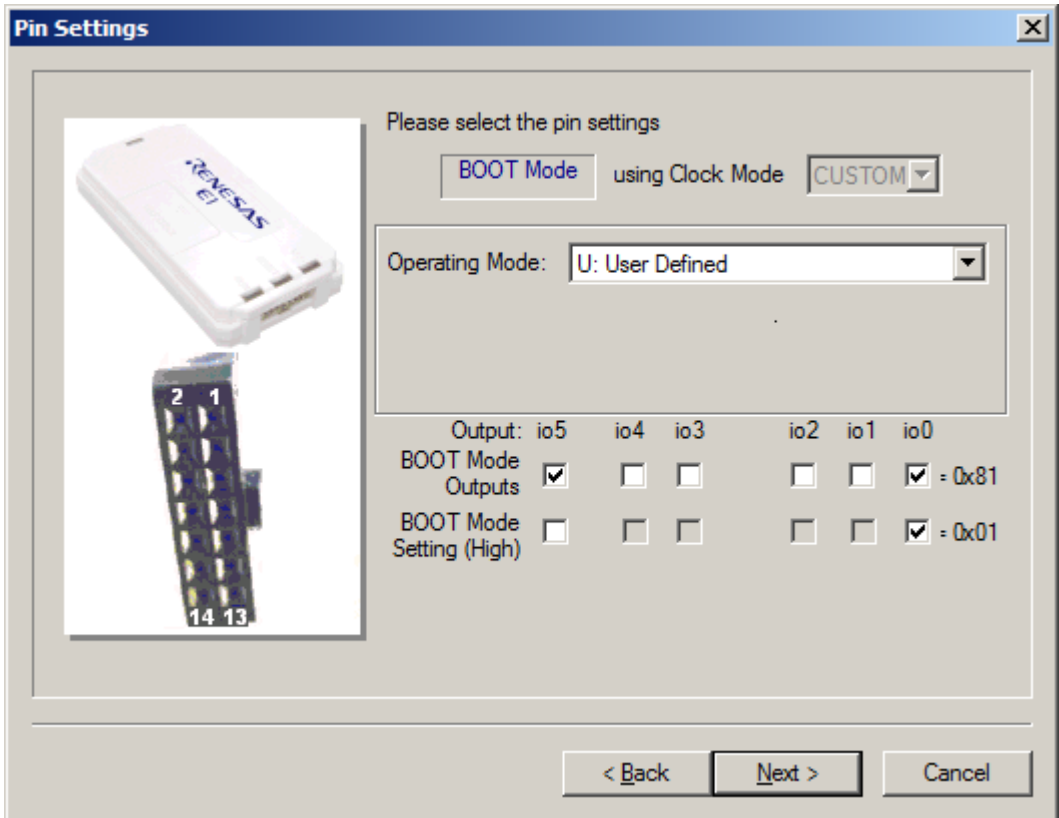 Pin Settings
Please select the pin settings
BOOT Mode using Clock Mode CUSTOM
RENESAS
E1
Operating Mode: U: User Defined
2 1
14 13
Output: io5 io4 io3 io2 io1 io0
BOOT Mode
Outputs = 0x81
BOOT Mode
Setting (High) = 0x01
< Back Next > Cancel